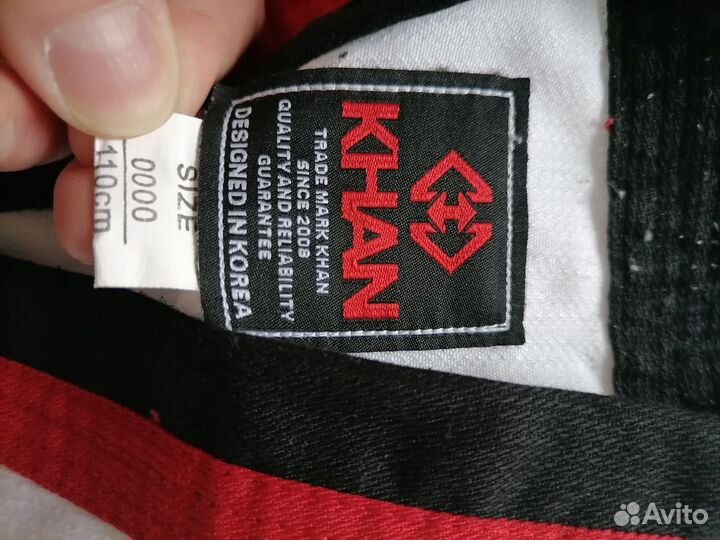 KHAN
TRADE MARK KHAN
SINCE 2008
QUALITY AND RELIABILITY
GUARANTEE
DESIGNED IN KOREA
SIZE
0000
110cm
Avito